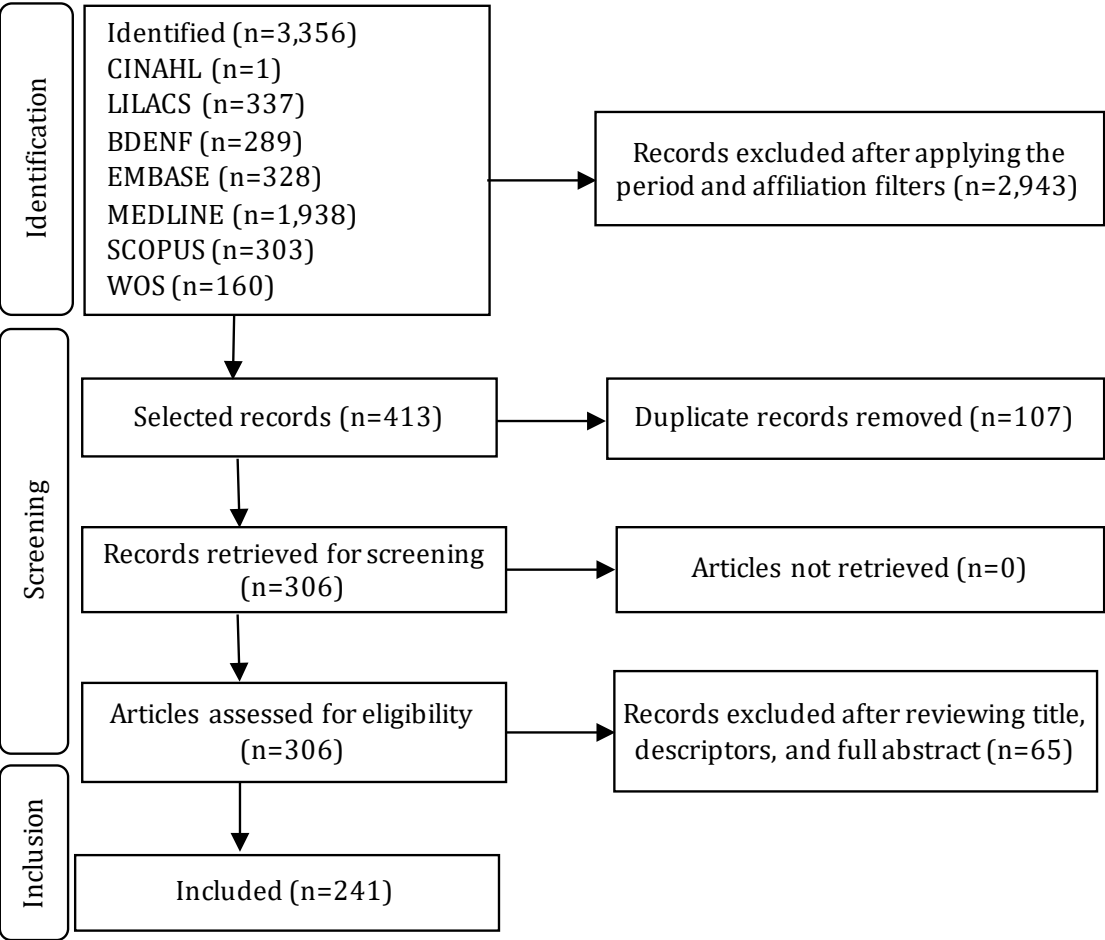 Identification
Identified (n=3,356)
CINAHL (n=1)
LILACS (n=337)
BDENF (n=289)
EMBASE (n=328)
MEDLINE (n=1,938)
SCOPUS (n=303)
WOS (n=160)
Records excluded after applying the
period and affiliation filters (n=2,943)
Screening
Selected records (n=413)
Duplicate records removed (n=107)
Records retrieved for screening
(n=306)
Articles not retrieved (n=0)
Articles assessed for eligibility
(n=306)
Records excluded after reviewing title,
descriptors, and full abstract (n=65)
Inclusion
Included (n=241)